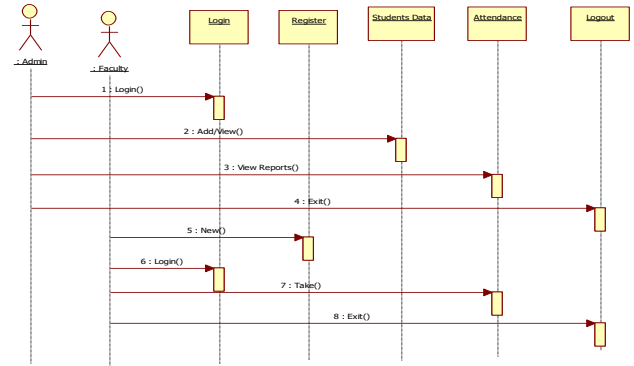 Login
Register
Students Data
Attendance
Logout
: Admin
: Faculty
1 : Login()
2 : Add/View()
3 : View Reports()
4 : Exit()
5 : New()
6 : Login()
7 : Take()
8 : Exit()